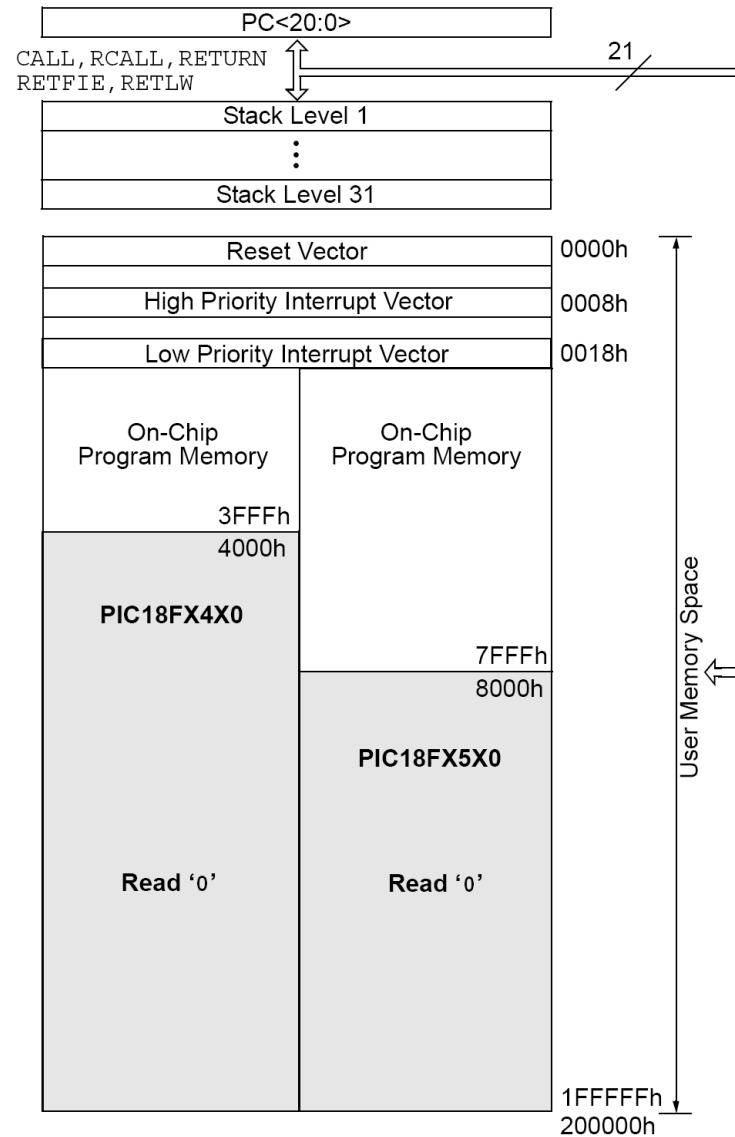 PC<20:0>
CALL,RCALL,RETURN
RETFIE,RETLW
21
Stack Level 1
Stack Level 31
Reset Vector
0000h
High Priority Interrupt Vector
0008h
Low Priority Interrupt Vector
0018h
On-Chip
Program Memory
On-Chip
Program Memory
3FFFh
4000h
PIC18FX4X0
7FFFh
8000h
PIC18FX5X0
User Memory Space
Read ‘0’
Read ‘0’
1FFFFFh
200000h